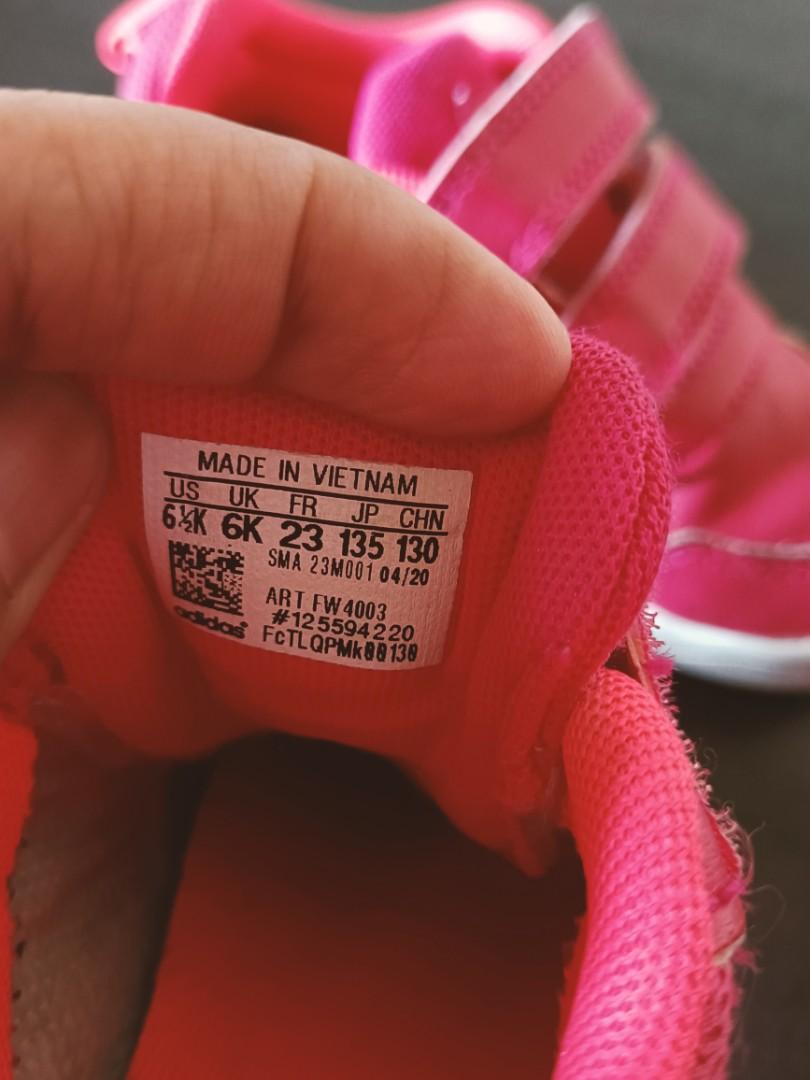 MADE IN VIETNAM
US UK FR JP CHN
6½K 6K 23 135 130
SMA 23M001 04/20
ART FW4003
#125594220
adidas®